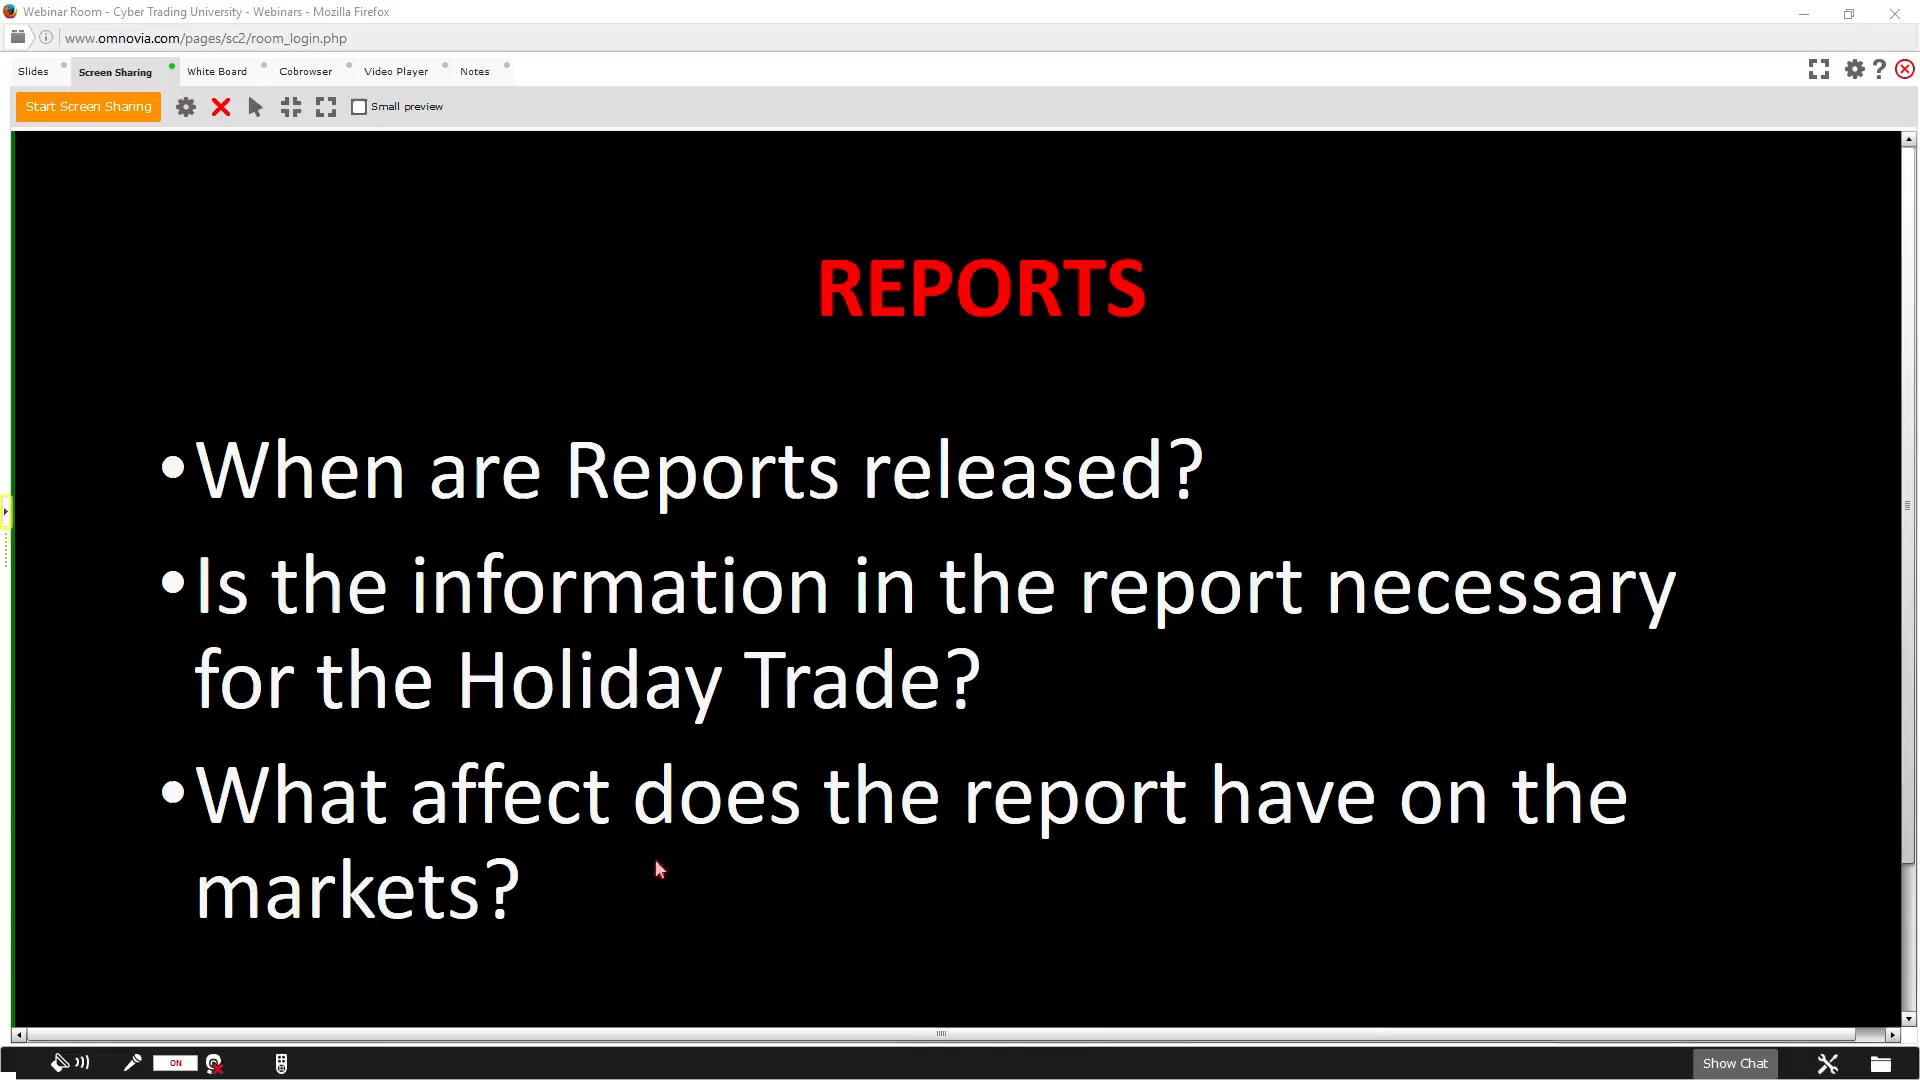 Webinar Room - Cyber Trading University - Webinars - Mozilla Firefox
www.omnovia.com/pages/sc2/room_login.php
Slides Screen Sharing White Board Cobrowser Video Player Notes
Start Screen Sharing Small preview
REPORTS
•When are Reports released?
•Is the information in the report necessary
for the Holiday Trade?
•What affect does the report have on the
markets?
ON Show Chat